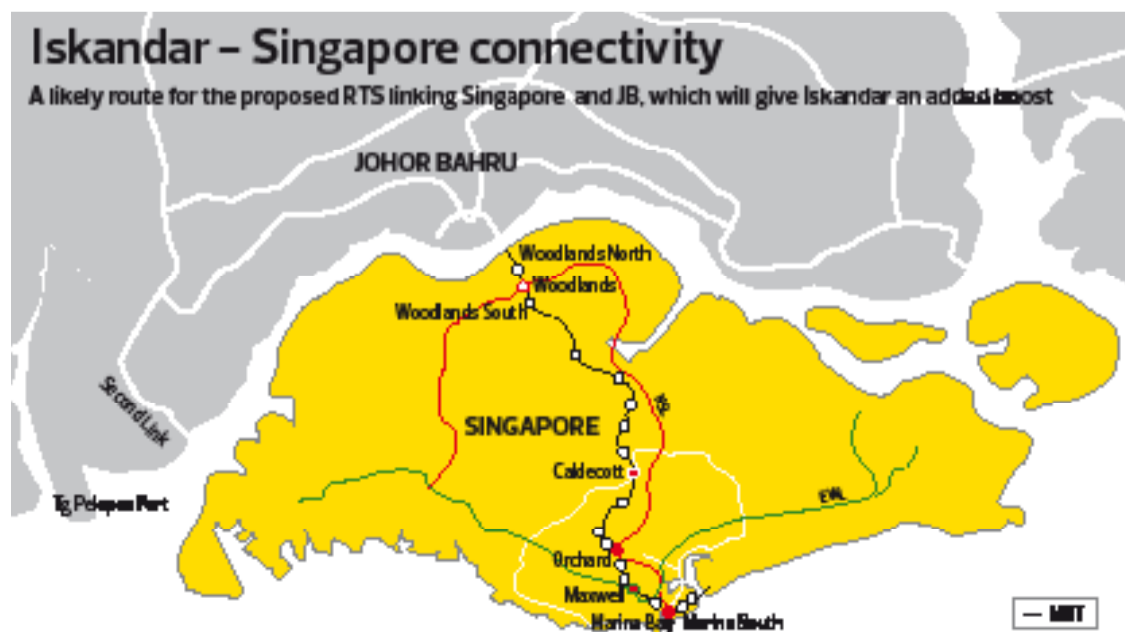 Iskandar – Singapore connectivity
A likely route for the proposed RTS linking Singapore and JB, which will give Iskandar an added boost
JOHOR BAHRU
Woodlands North
Woodlands
Woodlands South
Second Link
NSL
SINGAPORE
Caldecott
EWL
Tg Pelepas Port
Orchard
Maxwell
Marina Bay
Marina South
— MRT